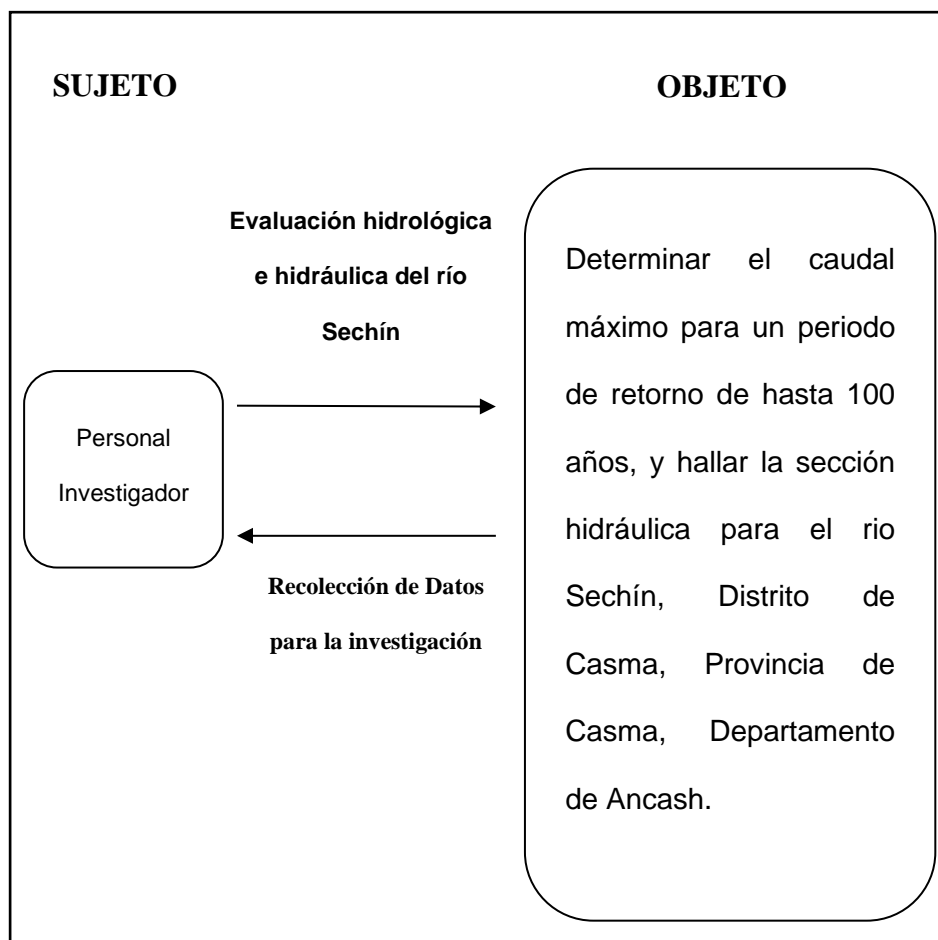 SUJETO
OBJETO
Evaluación hidrológica
e hidráulica del río
Sechín
Personal
Investigador
Recolección de Datos
para la investigación
Determinar el caudal
máximo para un periodo
de retorno de hasta 100
años, y hallar la sección
hidráulica para el rio
Sechín, Distrito de
Casma, Provincia de
Casma, Departamento
de Ancash.